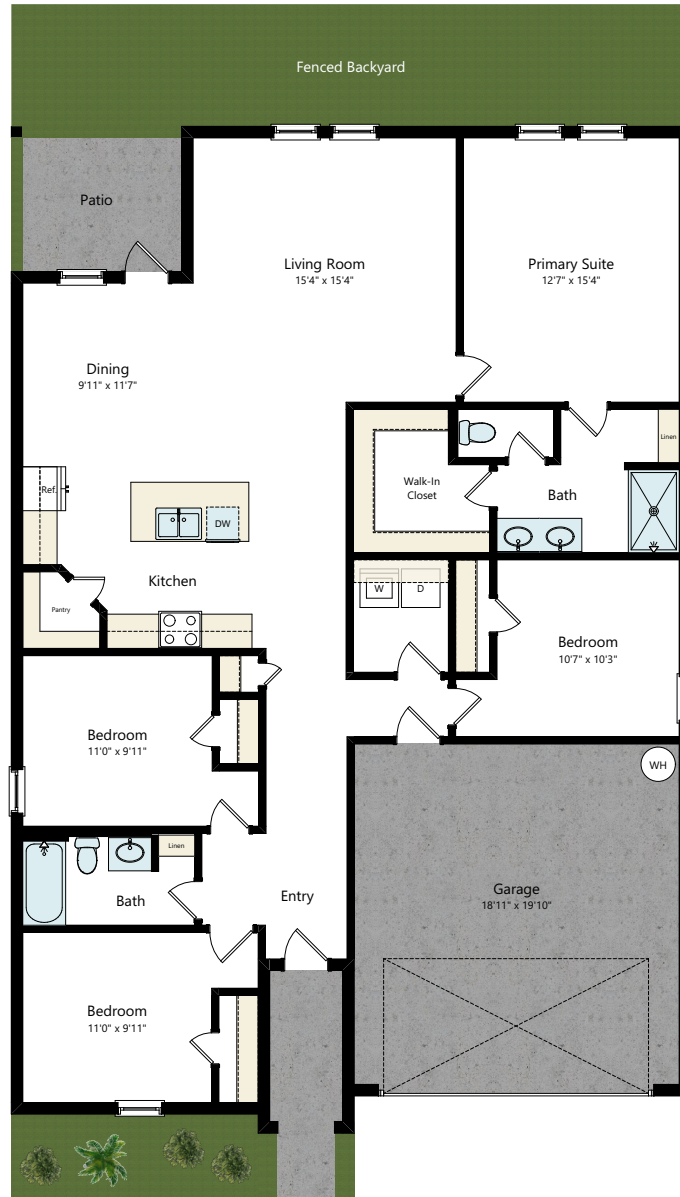 Fenced Backyard
Patio
Living Room
15'4" x 15'4"
Primary Suite
12'7" x 15'4"
Dining
9'11" x 11'7"
Linen
Ref.
Walk-In
Closet
Bath
DW
Kitchen
W
D
Pantry
Bedroom
10'7" x 10'3"
Bedroom
11'0" x 9'11"
WH
Linen
Bath
Entry
Garage
18'11" x 19'10"
Bedroom
11'0" x 9'11"